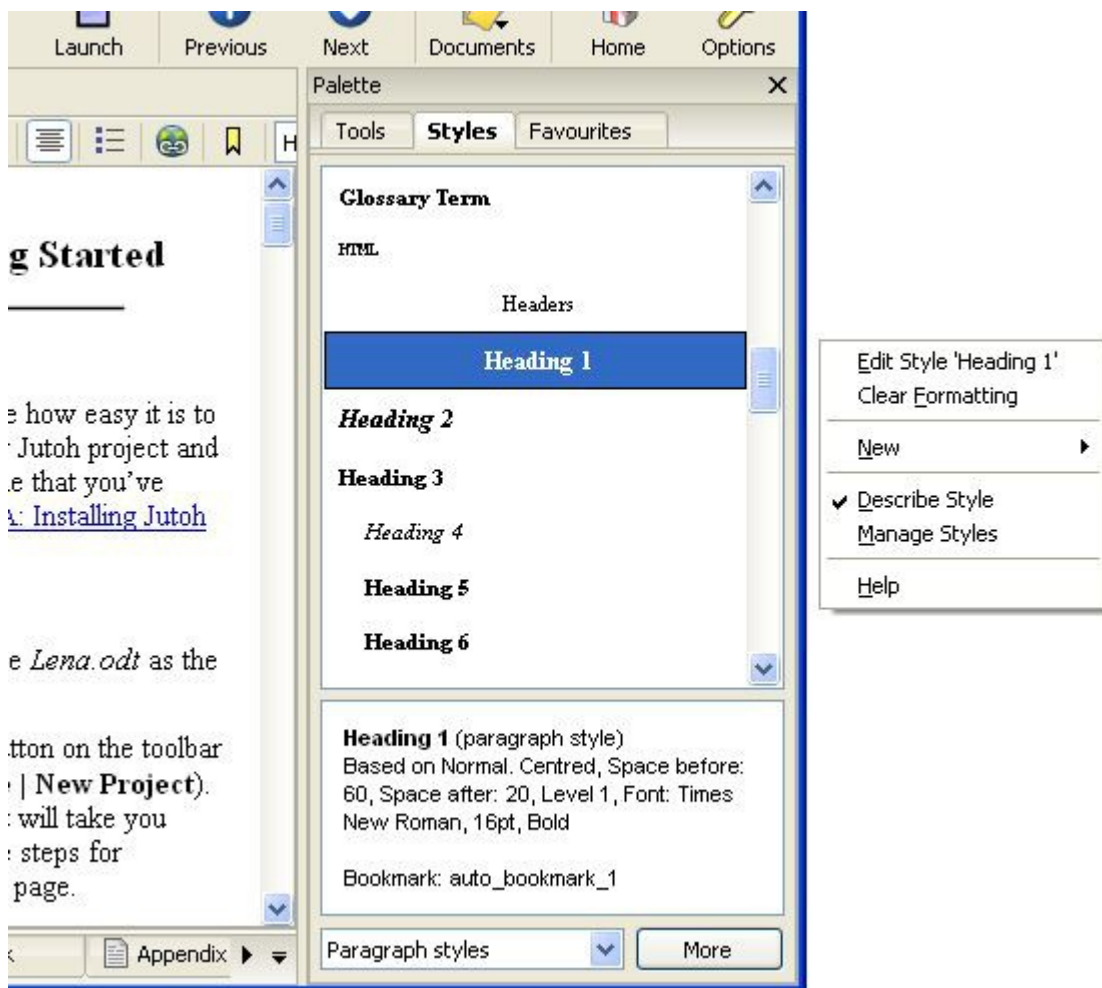 Launch Previous Next Documents Home Options
Palette
Tools Styles Favourites
H
g Started
how easy it is to
Jutoh project and
e that you've
A: Installing Jutoh
e Lena.odt as the
tton on the toolbar
| New Project).
will take you
steps for
page.
Appendix
Glossary Term
HTML
Headers
Heading 1
Heading 2
Heading 3
Heading 4
Heading 5
Heading 6
Heading 1 (paragraph style)
Based on Normal. Centred, Space before:
60, Space after: 20, Level 1, Font: Times
New Roman, 16pt, Bold
Bookmark: auto_bookmark_1
Paragraph styles More
Edit Style 'Heading 1'
Clear Formatting
New
Describe Style
Manage Styles
Help